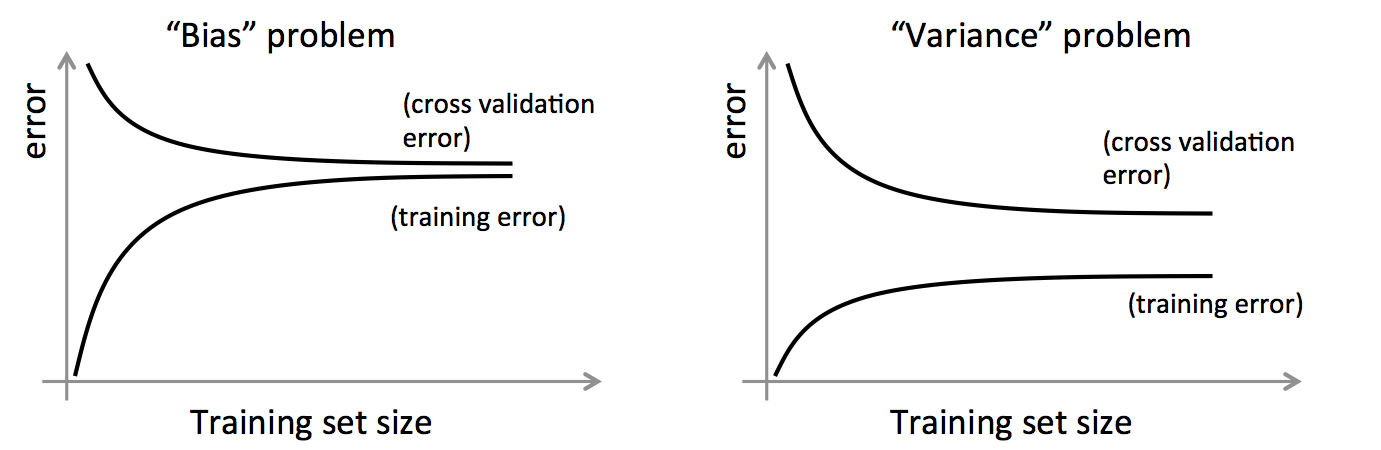 “Bias” problem
error
(cross validation
error)
(training error)
Training set size
“Variance” problem
error
(cross validation
error)
(training error)
Training set size